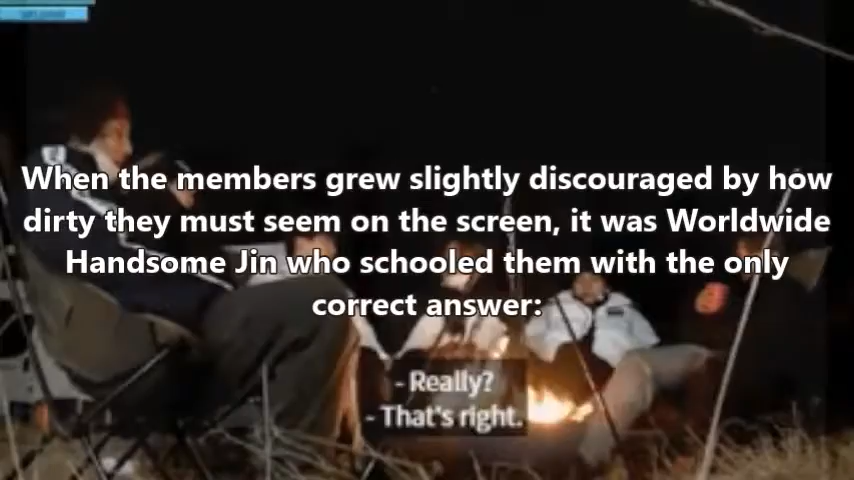 When the members grew slightly discouraged by how
dirty they must seem on the screen, it was Worldwide
Handsome Jin who schooled them with the only
correct answer:
- Really?
- That's right.